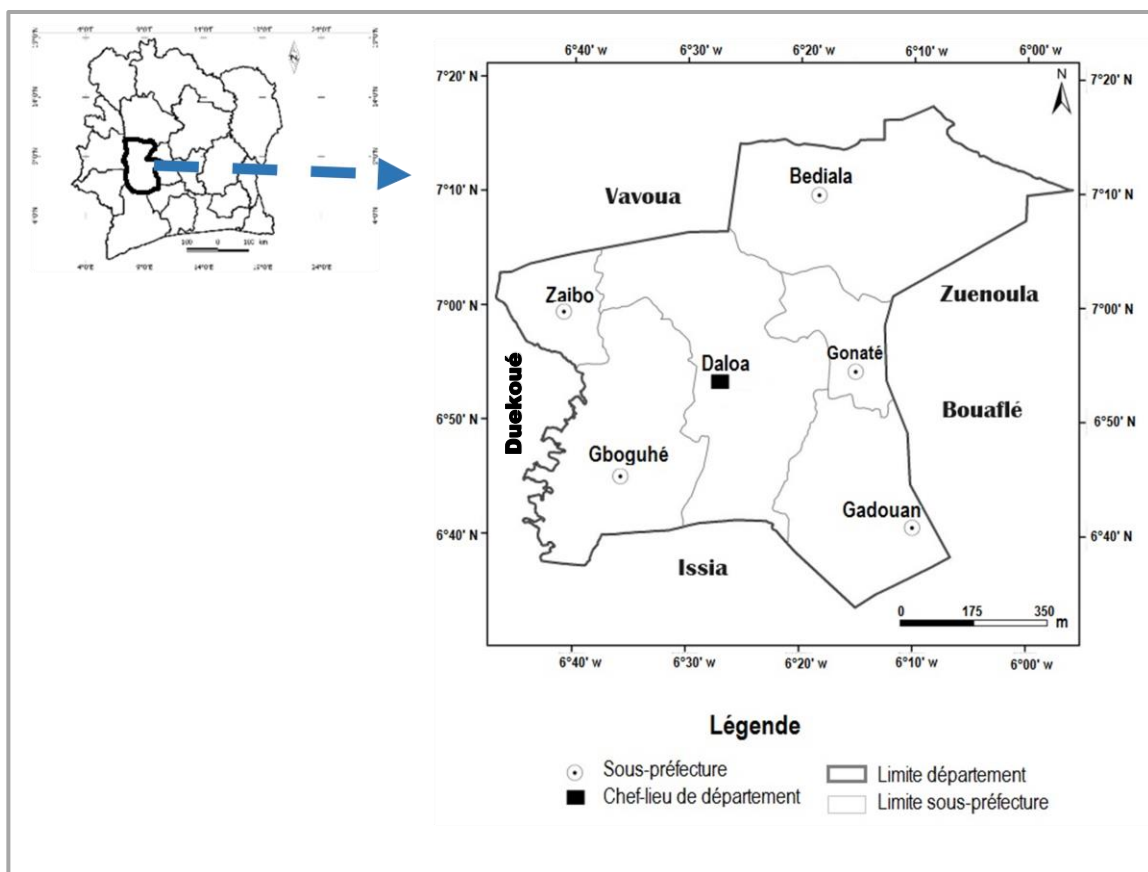 6°40' W 6°30' W 6°20' W 6°10' W 6°00' W
7°20' N 7°20' N
N
Bediala
Vavoua
7°10' N 7°10' N
Zaibo
Zuenoula
7°00' N 7°00' N
Gonaté
Daloa
Duekoué
Bouaflé
6°50' N 6°50' N
Gboguhé
Gadouan
6°40' N 6°40' N
Issia
0 175 350
m
6°40' W 6°30' W 6°20' W 6°10' W 6°00' W
Légende
Sous-préfecture
Limite département
Chef-lieu de département
Limite sous-préfecture